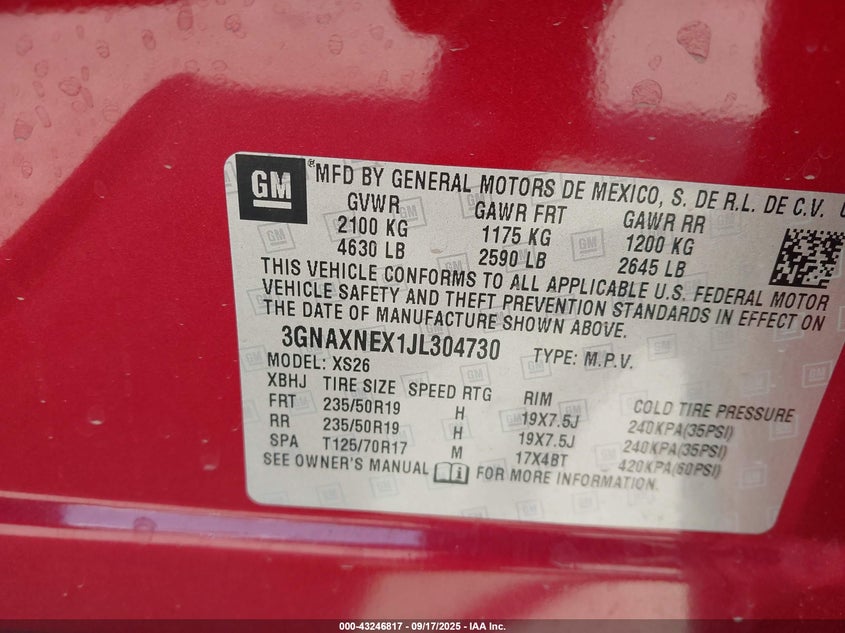 GM
®MFD BY GENERAL MOTORS DE MEXICO, S. DE R.L. DE C.V.
GVWR GAWR FRT GAWR RR
2100 KG 1175 KG 1200 KG
4630 LB 2590 LB 2645 LB
THIS VEHICLE CONFORMS TO ALL APPLICABLE U.S. FEDERAL MOTOR
VEHICLE SAFETY AND THEFT PREVENTION STANDARDS IN EFFECT ON
THE DATE OF MANUFACTURE SHOWN ABOVE.
3GNAXNEX1JL304730 TYPE: M.P.V.
MODEL: XS26
XBHJ TIRE SIZE SPEED RTG RIM COLD TIRE PRESSURE
FRT 235/50R19 H 19X7.5J 240KPA(35PSI)
RR 235/50R19 H 19X7.5J 240KPA(35PSI)
SPA T125/70R17 M 17X4BT 420KPA(60PSI)
SEE OWNER'S MANUAL FOR MORE INFORMATION.
000-43246817 - 09/17/2025 - IAA Inc.